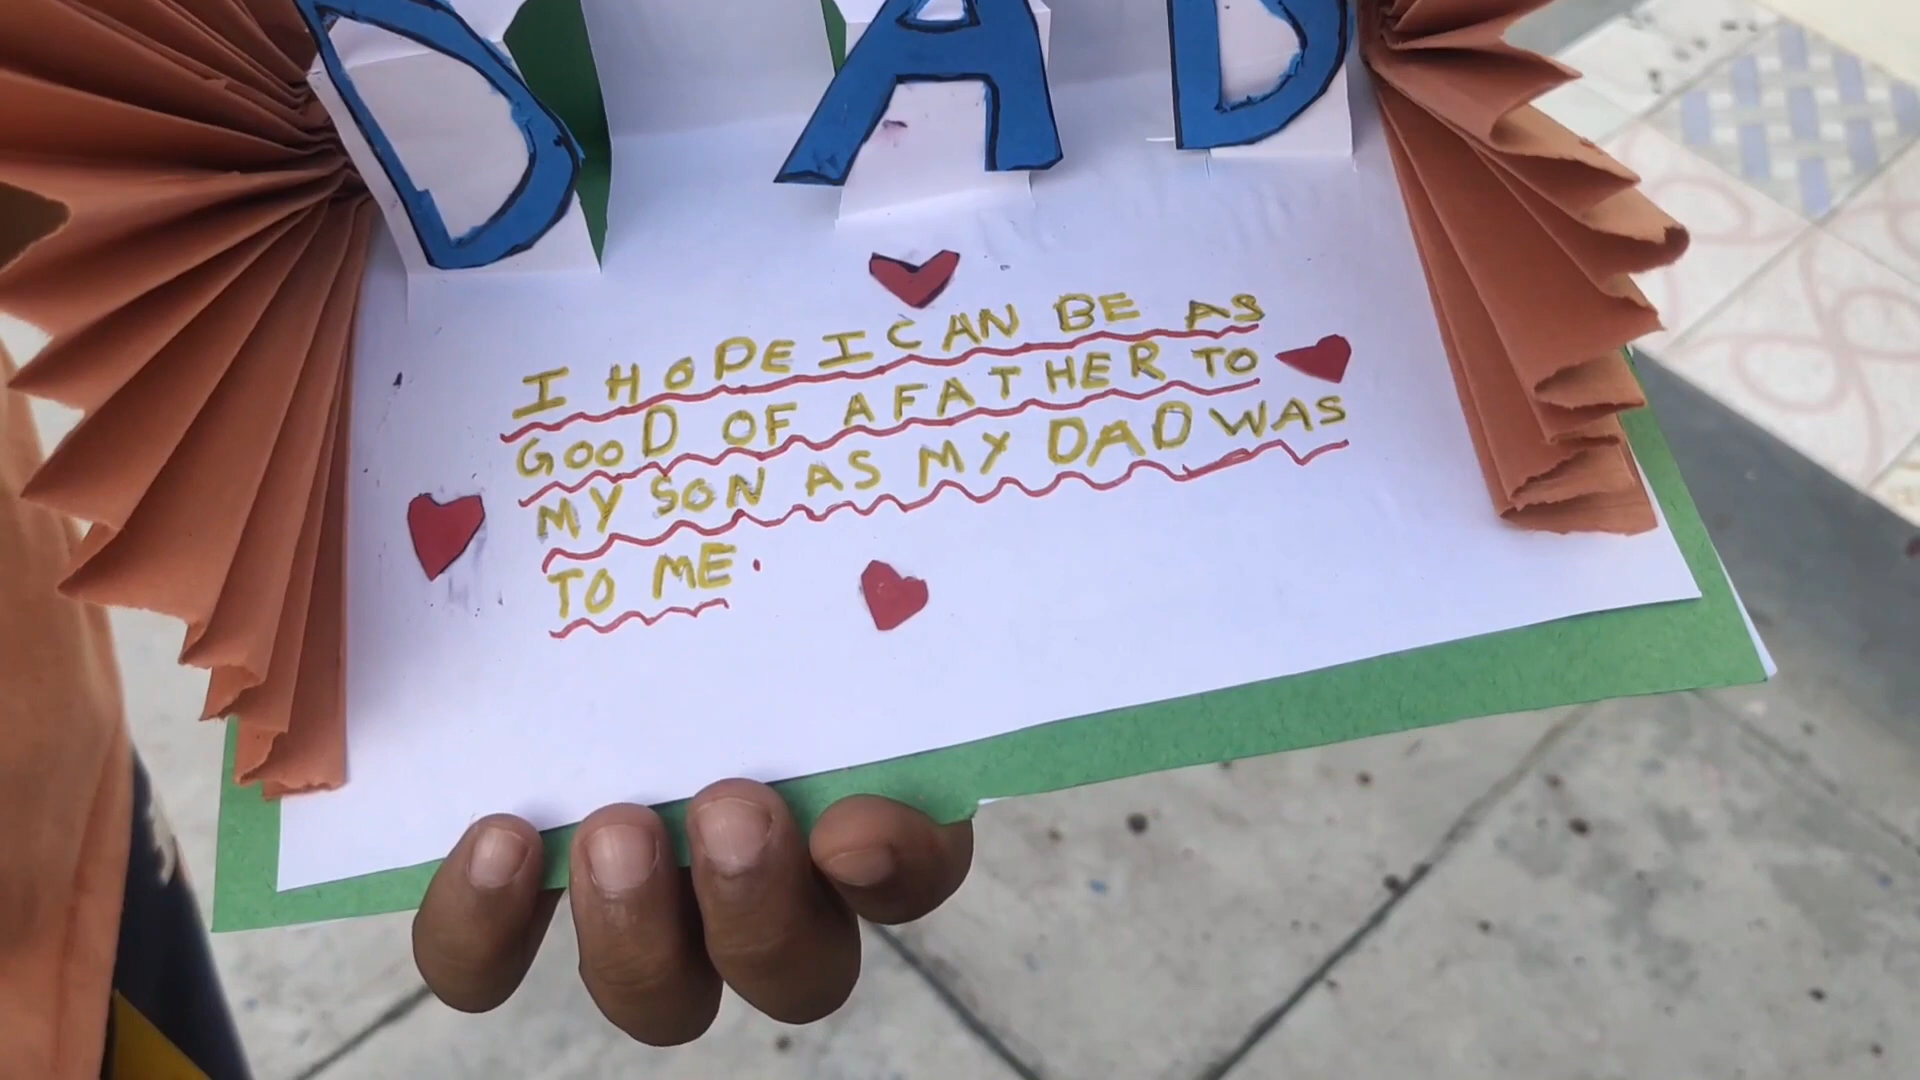 DAD
I HOPE I CAN BE AS
GOOD OF A FATHER TO
MY SON AS MY DAD WAS
TO ME.